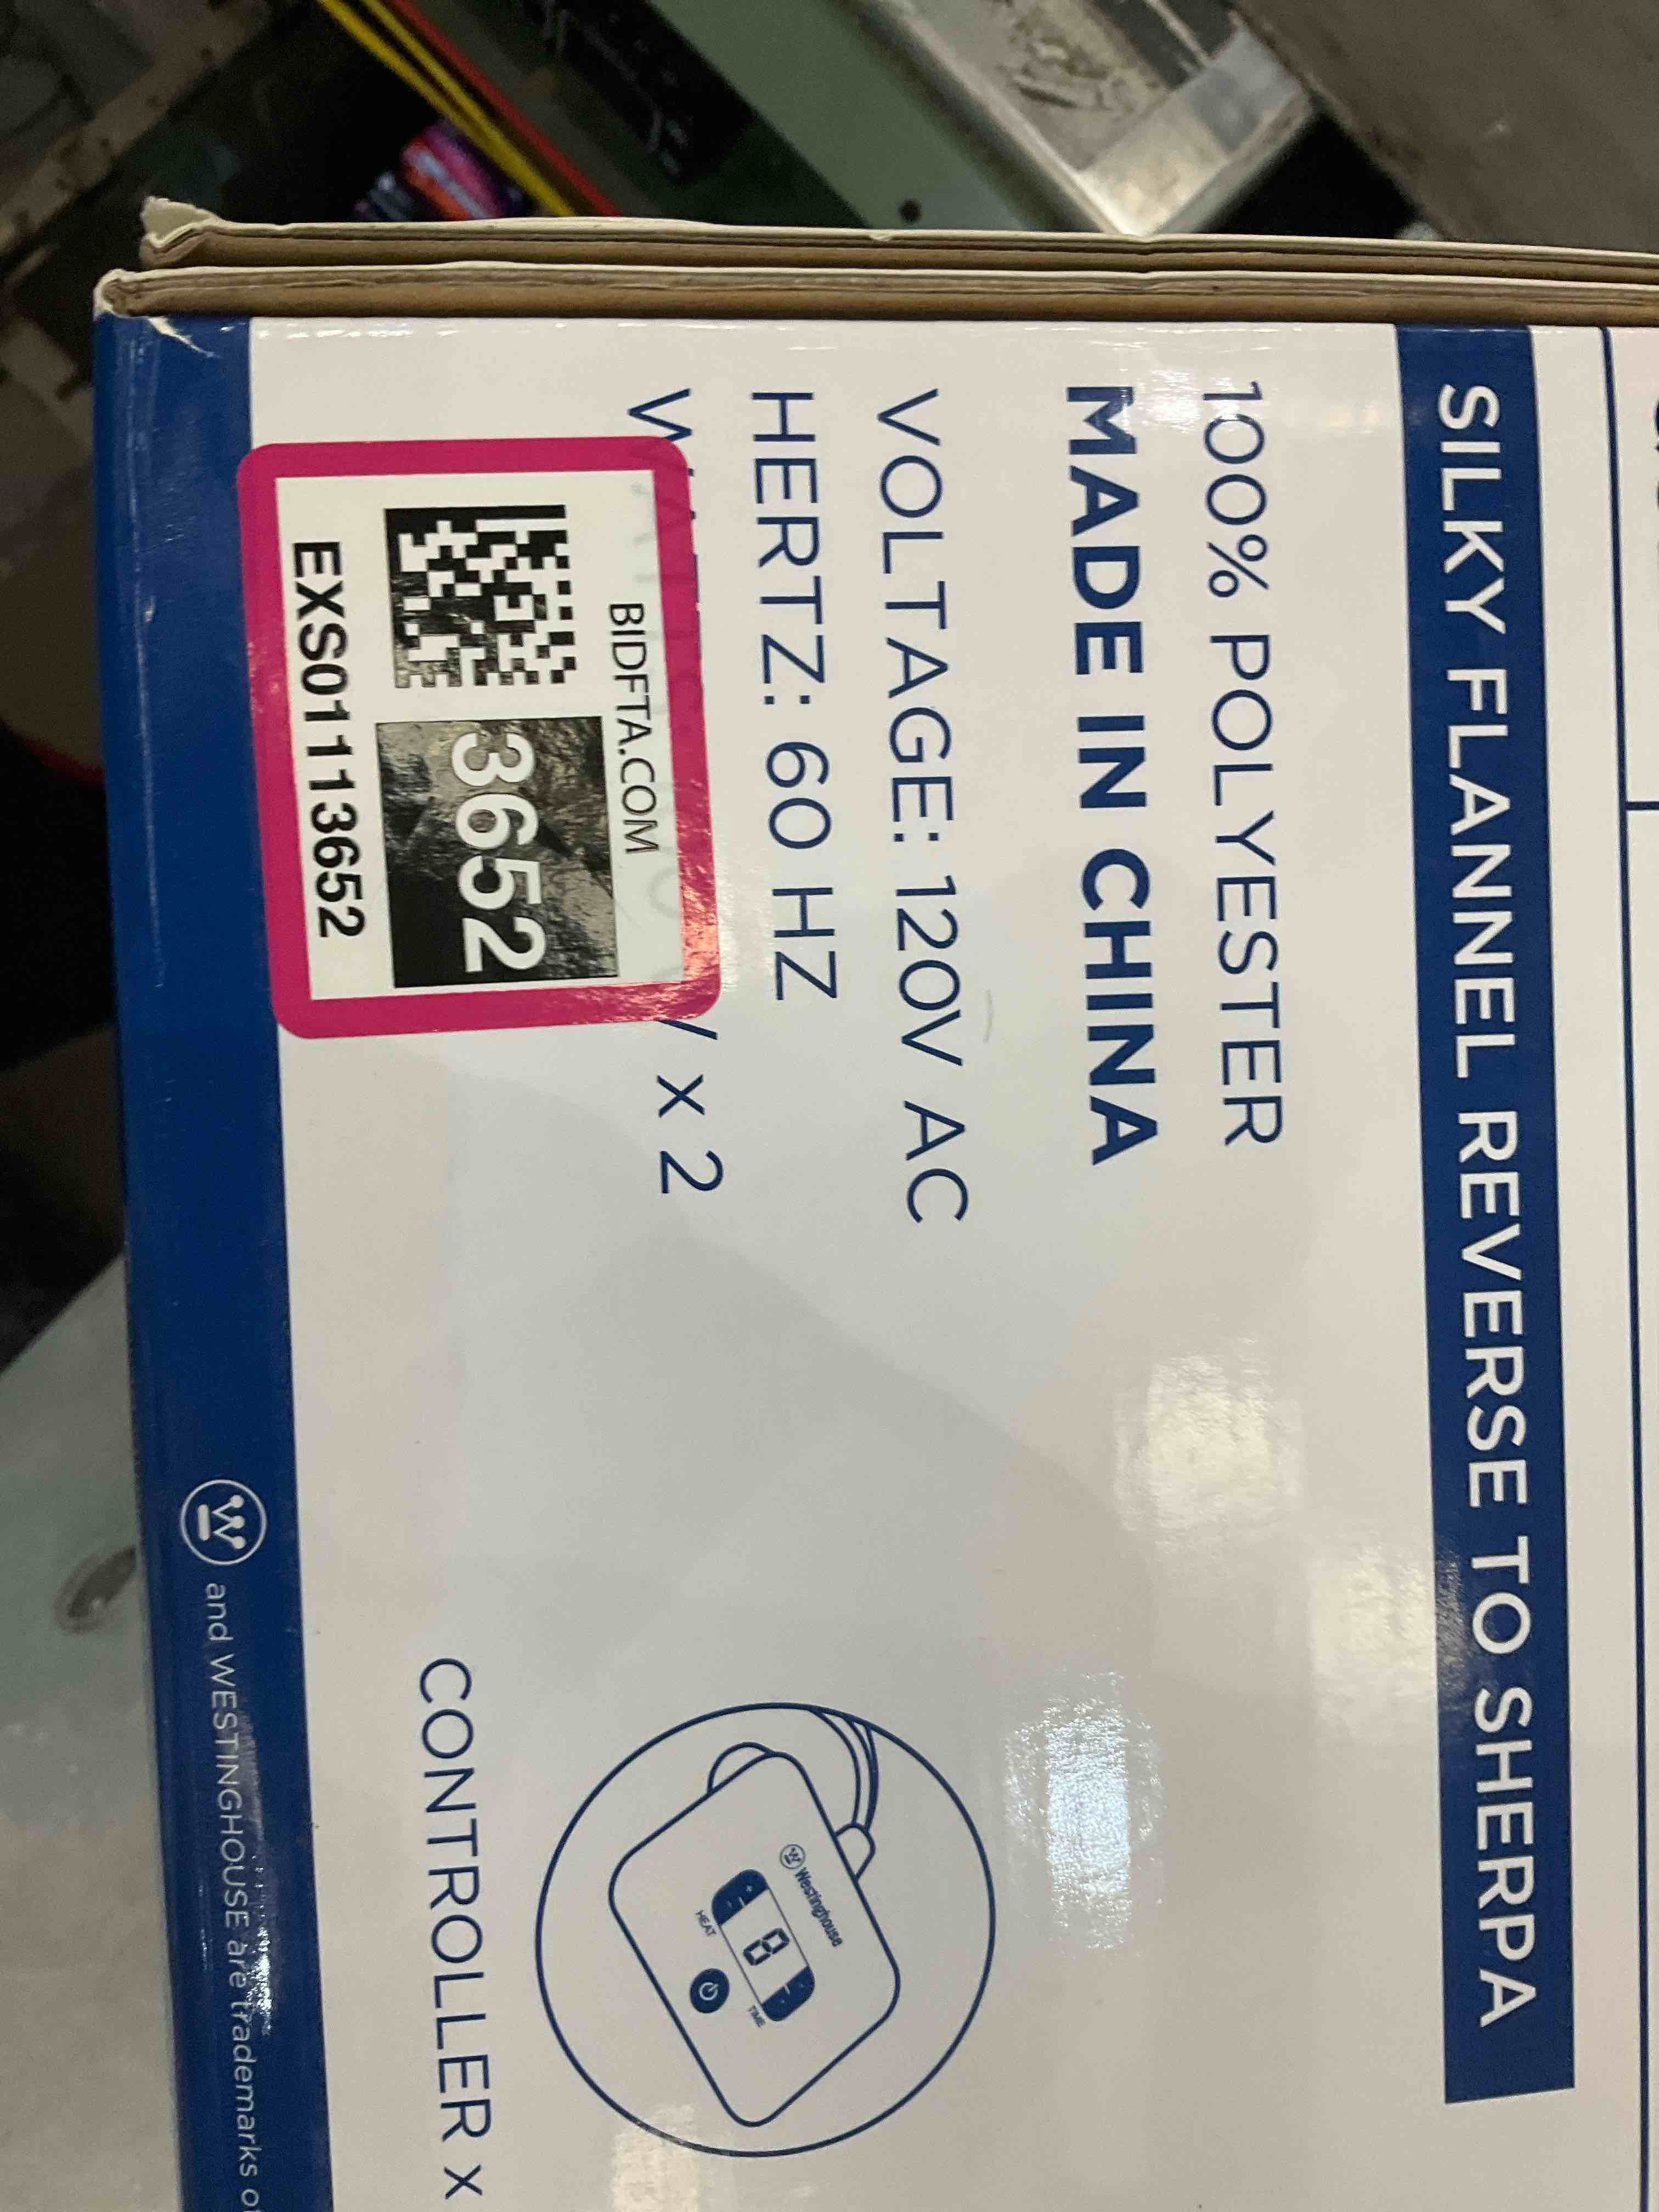 SILKY FLANNEL REVERSE TO SHERPA
100% POLYESTER
MADE IN CHINA
VOLTAGE: 120V AC
HERTZ: 60 HZ
x 2
BIDFTA.COM
3652
EXS01113652
Westinghouse
+ -
8
HEAT
TIME
CONTROLLER x
and WESTINGHOUSE are trademarks of